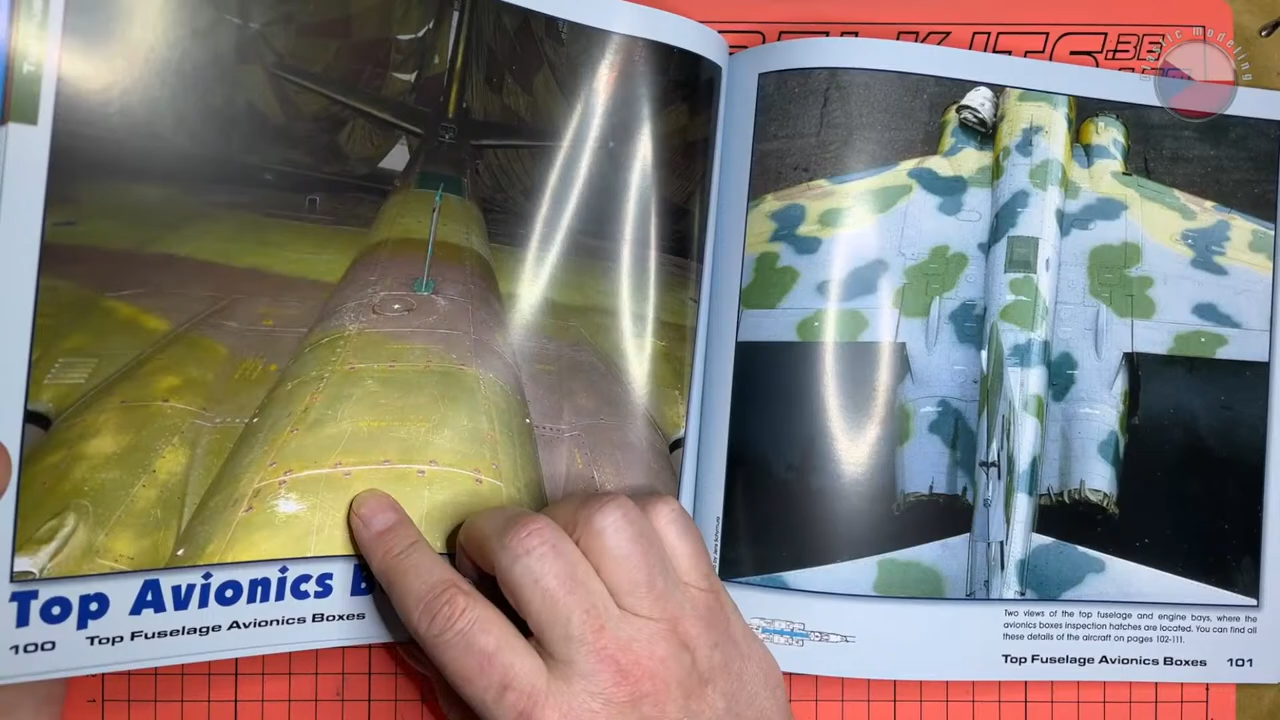 Top Avionics B
100 Top Fuselage Avionics Boxes
Two views of the top fuselage and engine bays, where the
avionics boxes inspection hatches are located. You can find all
these details of the aircraft on pages 102-111.
Top Fuselage Avionics Boxes 101
modeling